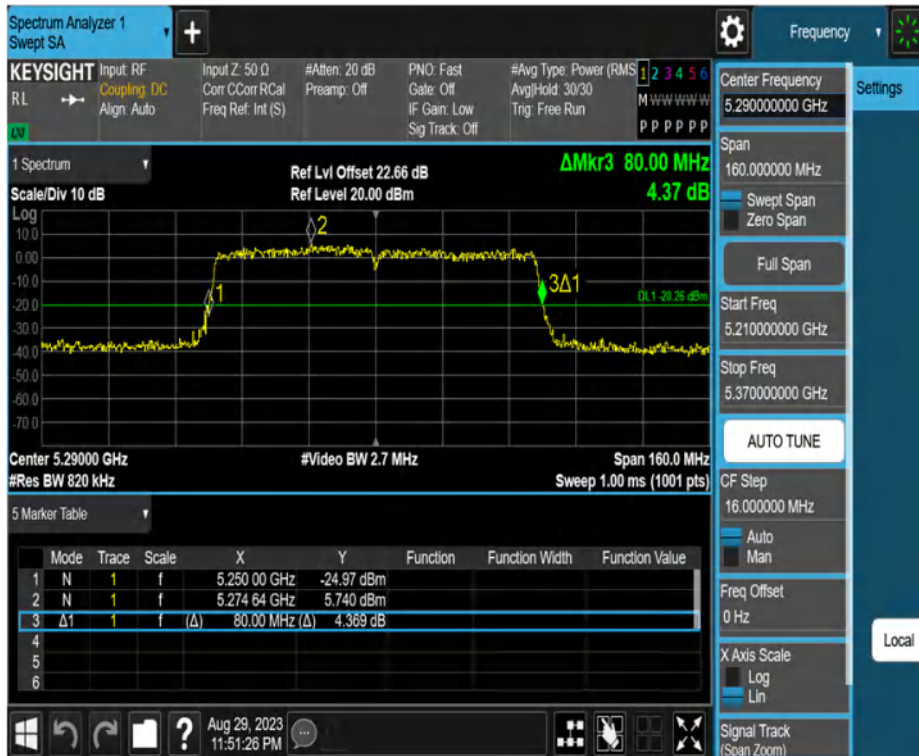 Spectrum Analyzer 1
Swept SA
+
Frequency
KEYSIGHT
RL
LXI
Input: RF
Coupling: DC
Align: Auto
Input Z: 50 Ω
Corr CCorr RCal
Freq Ref: Int (S)
#Atten: 20 dB
Preamp: Off
PNO: Fast
Gate: Off
IF Gain: Low
Sig Track: Off
#Avg Type: Power (RMS
Avg|Hold: 30/30
Trig: Free Run
1 2 3 4 5 6
M W W W W W
P P P P P P
1 Spectrum
Scale/Div 10 dB
Ref Lvl Offset 22.66 dB
Ref Level 20.00 dBm
ΔMkr3 80.00 MHz
4.37 dB
Log
10.0
0.00
-10.0
-20.0
-30.0
-40.0
-50.0
-60.0
-70.0
2
1
3Δ1
DL1 -20.26 dBm
Center 5.29000 GHz
#Video BW 2.7 MHz
Span 160.0 MHz
#Res BW 820 kHz
Sweep 1.00 ms (1001 pts)
5 Marker Table
Mode Trace Scale X Y Function Function Width Function Value
1 N 1 f 5.250 00 GHz -24.97 dBm
2 N 1 f 5.274 64 GHz 5.740 dBm
3 Δ1 1 f (Δ) 80.00 MHz (Δ) 4.369 dB
4
5
6
?
Aug 29, 2023
11:51:26 PM
Center Frequency
5.290000000 GHz
Settings
Span
160.000000 MHz
Swept Span
Zero Span
Full Span
Start Freq
5.210000000 GHz
Stop Freq
5.370000000 GHz
AUTO TUNE
CF Step
16.000000 MHz
Auto
Man
Freq Offset
0 Hz
Local
X Axis Scale
Log
Lin
Signal Track
(Span Zoom)